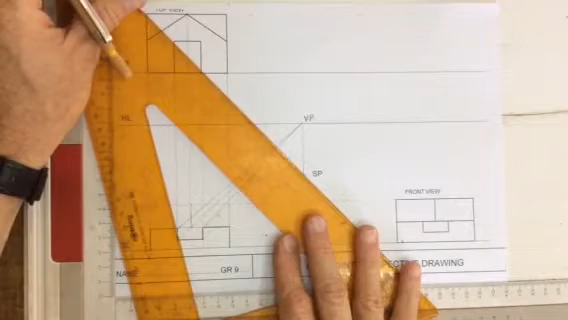 TOP VIEW
HL
VP
SP
FRONT VIEW
NAME
GR 9
DRAWING